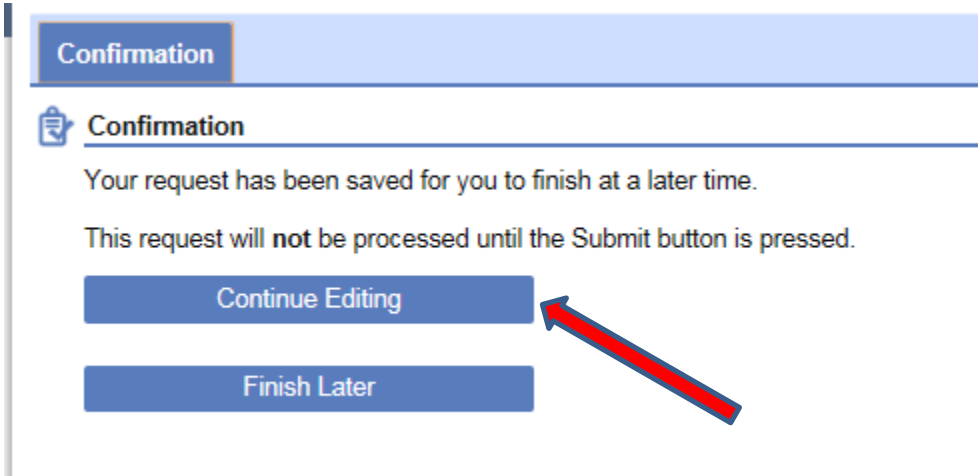 Confirmation
Confirmation
Your request has been saved for you to finish at a later time.
This request will not be processed until the Submit button is pressed.
Continue Editing
Finish Later